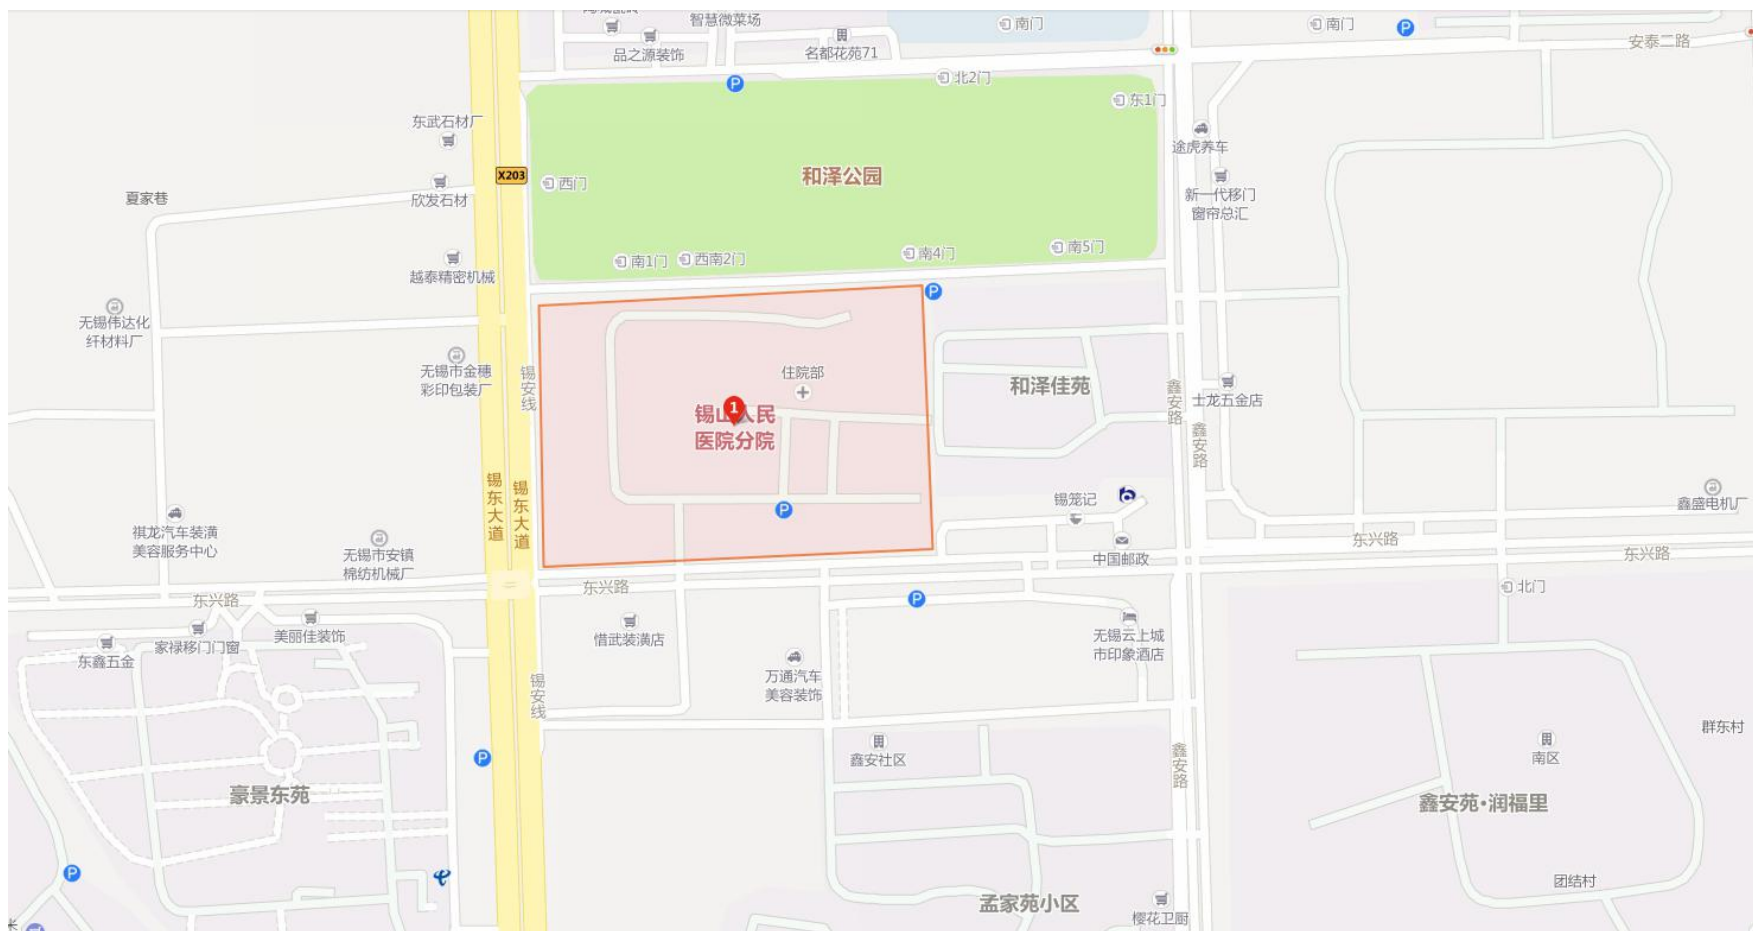 智慧微菜场
品之源装饰
名都花苑71
南门
南门
P
安泰二路
P
北2门
东1门
东武石材厂
途虎养车
X203
西门
和泽公园
夏家巷
欣发石材
新一代移门
窗帘总汇
南1门
西南2门
南4门
南5门
越泰精密机械
P
无锡伟达化
纤材料厂
无锡市金穗
彩印包装厂
锡安线
住院部
和泽佳苑
鑫安路
士龙五金店
1
锡山人民
医院分院
鑫安路
锡东大道
锡东大道
锡笼记
鑫盛电机厂
P
祺龙汽车装潢
美容服务中心
无锡市安镇
棉纺机械厂
中国邮政
东兴路
东兴路
东兴路
东兴路
北门
P
美丽佳装饰
家禄移门门窗
东鑫五金
惜武装潢店
无锡云上城
市印象酒店
万通汽车
美容装饰
锡安线
群东村
P
鑫安社区
鑫安路
南区
豪景东苑
鑫安苑·润福里
P
团结村
孟家苑小区
樱花卫厨